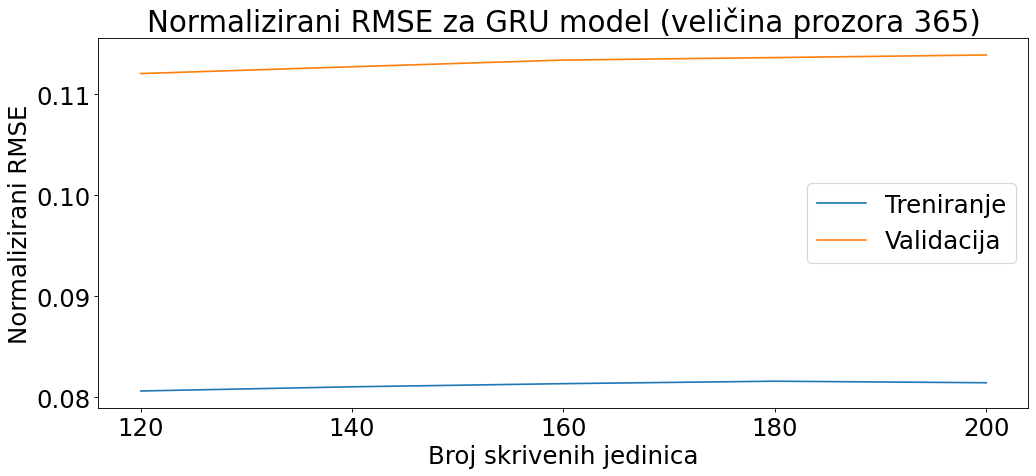 Normalizirani RMSE za GRU model (veličina prozora 365)
Normalizirani RMSE
0.11
0.10
0.09
0.08
Treniranje
Validacija
120 140 160 180 200
Broj skrivenih jedinica